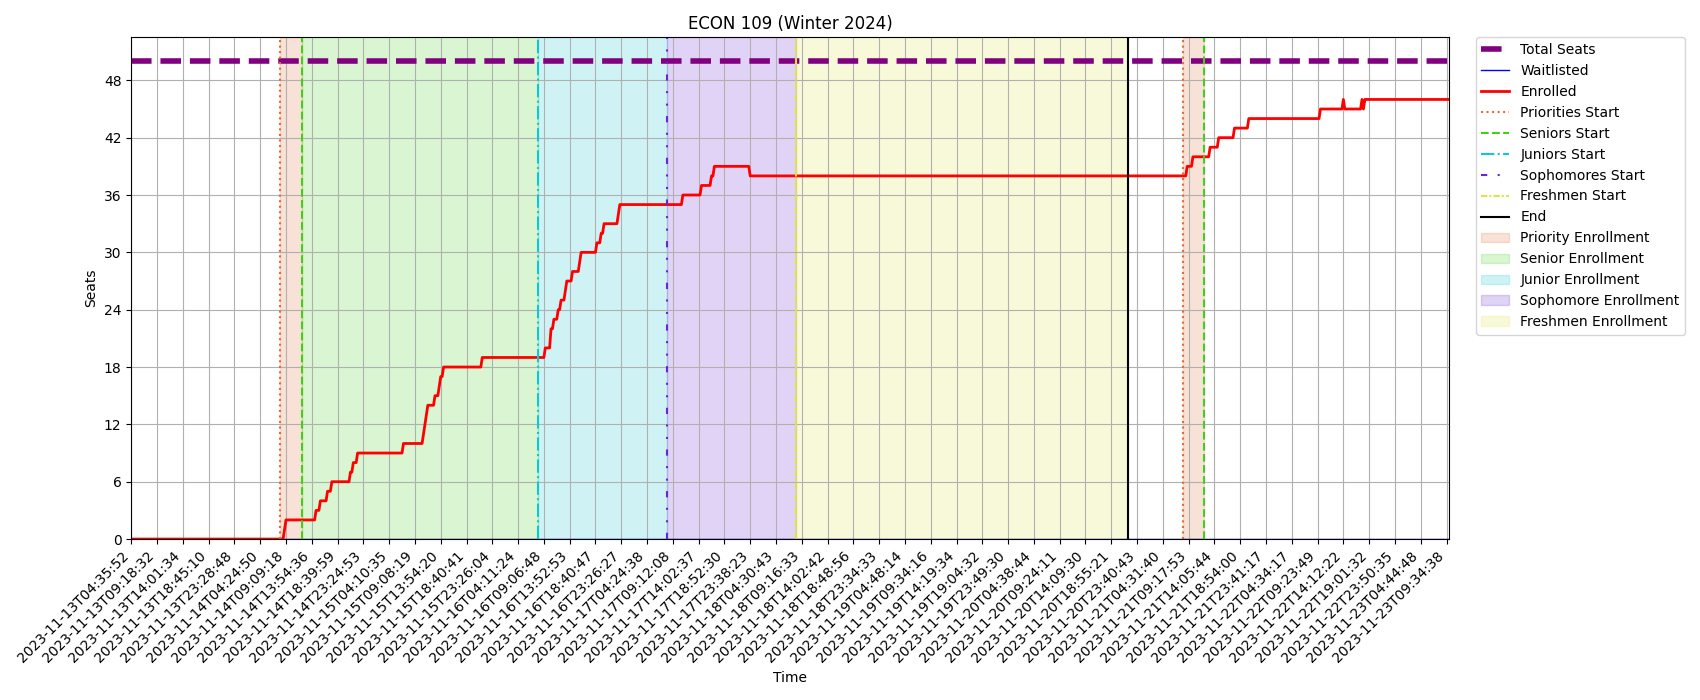 ECON 109 (Winter 2024)
Total Seats
Waitlisted
Enrolled
Priorities Start
Seniors Start
Juniors Start
Sophomores Start
Freshmen Start
End
Priority Enrollment
Senior Enrollment
Junior Enrollment
Sophomore Enrollment
Freshmen Enrollment
Seats
48
42
36
30
24
18
12
6
0
2023-11-13T04:35:52
2023-11-13T09:18:32
2023-11-13T14:01:34
2023-11-13T18:45:10
2023-11-13T23:28:48
2023-11-14T04:24:50
2023-11-14T09:09:18
2023-11-14T13:54:36
2023-11-14T18:39:59
2023-11-14T23:24:53
2023-11-15T04:10:35
2023-11-15T09:08:19
2023-11-15T13:54:20
2023-11-15T18:40:41
2023-11-15T23:26:04
2023-11-16T04:11:24
2023-11-16T09:06:48
2023-11-16T13:52:53
2023-11-16T18:40:47
2023-11-16T23:26:27
2023-11-17T04:24:38
2023-11-17T09:12:08
2023-11-17T14:02:37
2023-11-17T18:52:30
2023-11-17T23:38:23
2023-11-18T04:30:43
2023-11-18T09:16:33
2023-11-18T14:02:42
2023-11-18T18:48:56
2023-11-18T23:34:33
2023-11-19T04:48:14
2023-11-19T09:34:16
2023-11-19T14:19:34
2023-11-19T19:04:32
2023-11-19T23:49:30
2023-11-20T04:38:44
2023-11-20T09:24:11
2023-11-20T14:09:30
2023-11-20T18:55:21
2023-11-20T23:40:43
2023-11-21T04:31:40
2023-11-21T09:17:53
2023-11-21T14:05:44
2023-11-21T18:54:00
2023-11-21T23:41:17
2023-11-22T04:34:17
2023-11-22T09:23:49
2023-11-22T14:12:22
2023-11-22T19:01:32
2023-11-22T23:50:35
2023-11-23T04:44:48
2023-11-23T09:34:38
Time